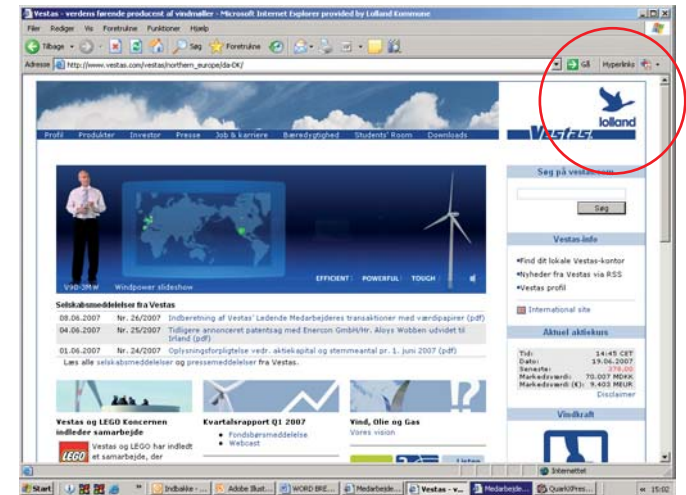 Vestas - verdens førende producent af vindmøller - Microsoft Internet Explorer provided by Lolland Kommune
Filer Rediger Vis Foretrukne Funktioner Hjælp
Tilbage Søg Foretrukne
Adresse http://www.vestas.com/vestas/northern_europe/da-DK/ Gå Hyperlinks
lolland
Vestas
Profil Produkter Investor Presse Job & karriere Bæredygtighed Students' Room Downloads
Søg på vestas.com
Søg
Vestas-info
Find dit lokale Vestas-kontor
Nyheder fra Vestas via RSS
Vestas profil
International site
EFFICIENT POWERFUL TOUGH
V90-3MW Windpower slideshow
Selskabsmeddelelser fra Vestas
08.06.2007 Nr. 26/2007 Indberetning af Vestas' Ledende Medarbejderes transaktioner med værdipapirer (pdf)
04.06.2007 Nr. 25/2007 Tidligere annonceret patentsag med Enercon GmbH/Hr. Aloys Wobben udvidet til
Irland (pdf)
01.06.2007 Nr. 24/2007 Oplysningsforpligtelse vedr. aktiekapital og stemmeantal pr. 1. juni 2007 (pdf)
Læs alle selskabsmeddelelser og pressemeddelelser fra Vestas.
Aktuel aktiekurs
Tid: 14:45 CET
Dato: 19.06.2007
Seneste: 378,00
Markedsværdi: 70.007 MDKK
Markedsværdi (€): 9.403 MEUR
Disclaimer
Vindkraft
Vestas og LEGO Koncernen
indleder samarbejde
LEGO
Vestas og LEGO har indledt
et samarbejde, der
Kvartalsrapport Q1 2007
Fondsbørsmeddelelse
Webcast
Vind, Olie og Gas
Vores vision
Listen
Internettet
Start Indbakke - ... Adobe Illust... WORD BRE... Medarbejde... Vestas - v... Medarbejde... QuarkXPres... 15:02